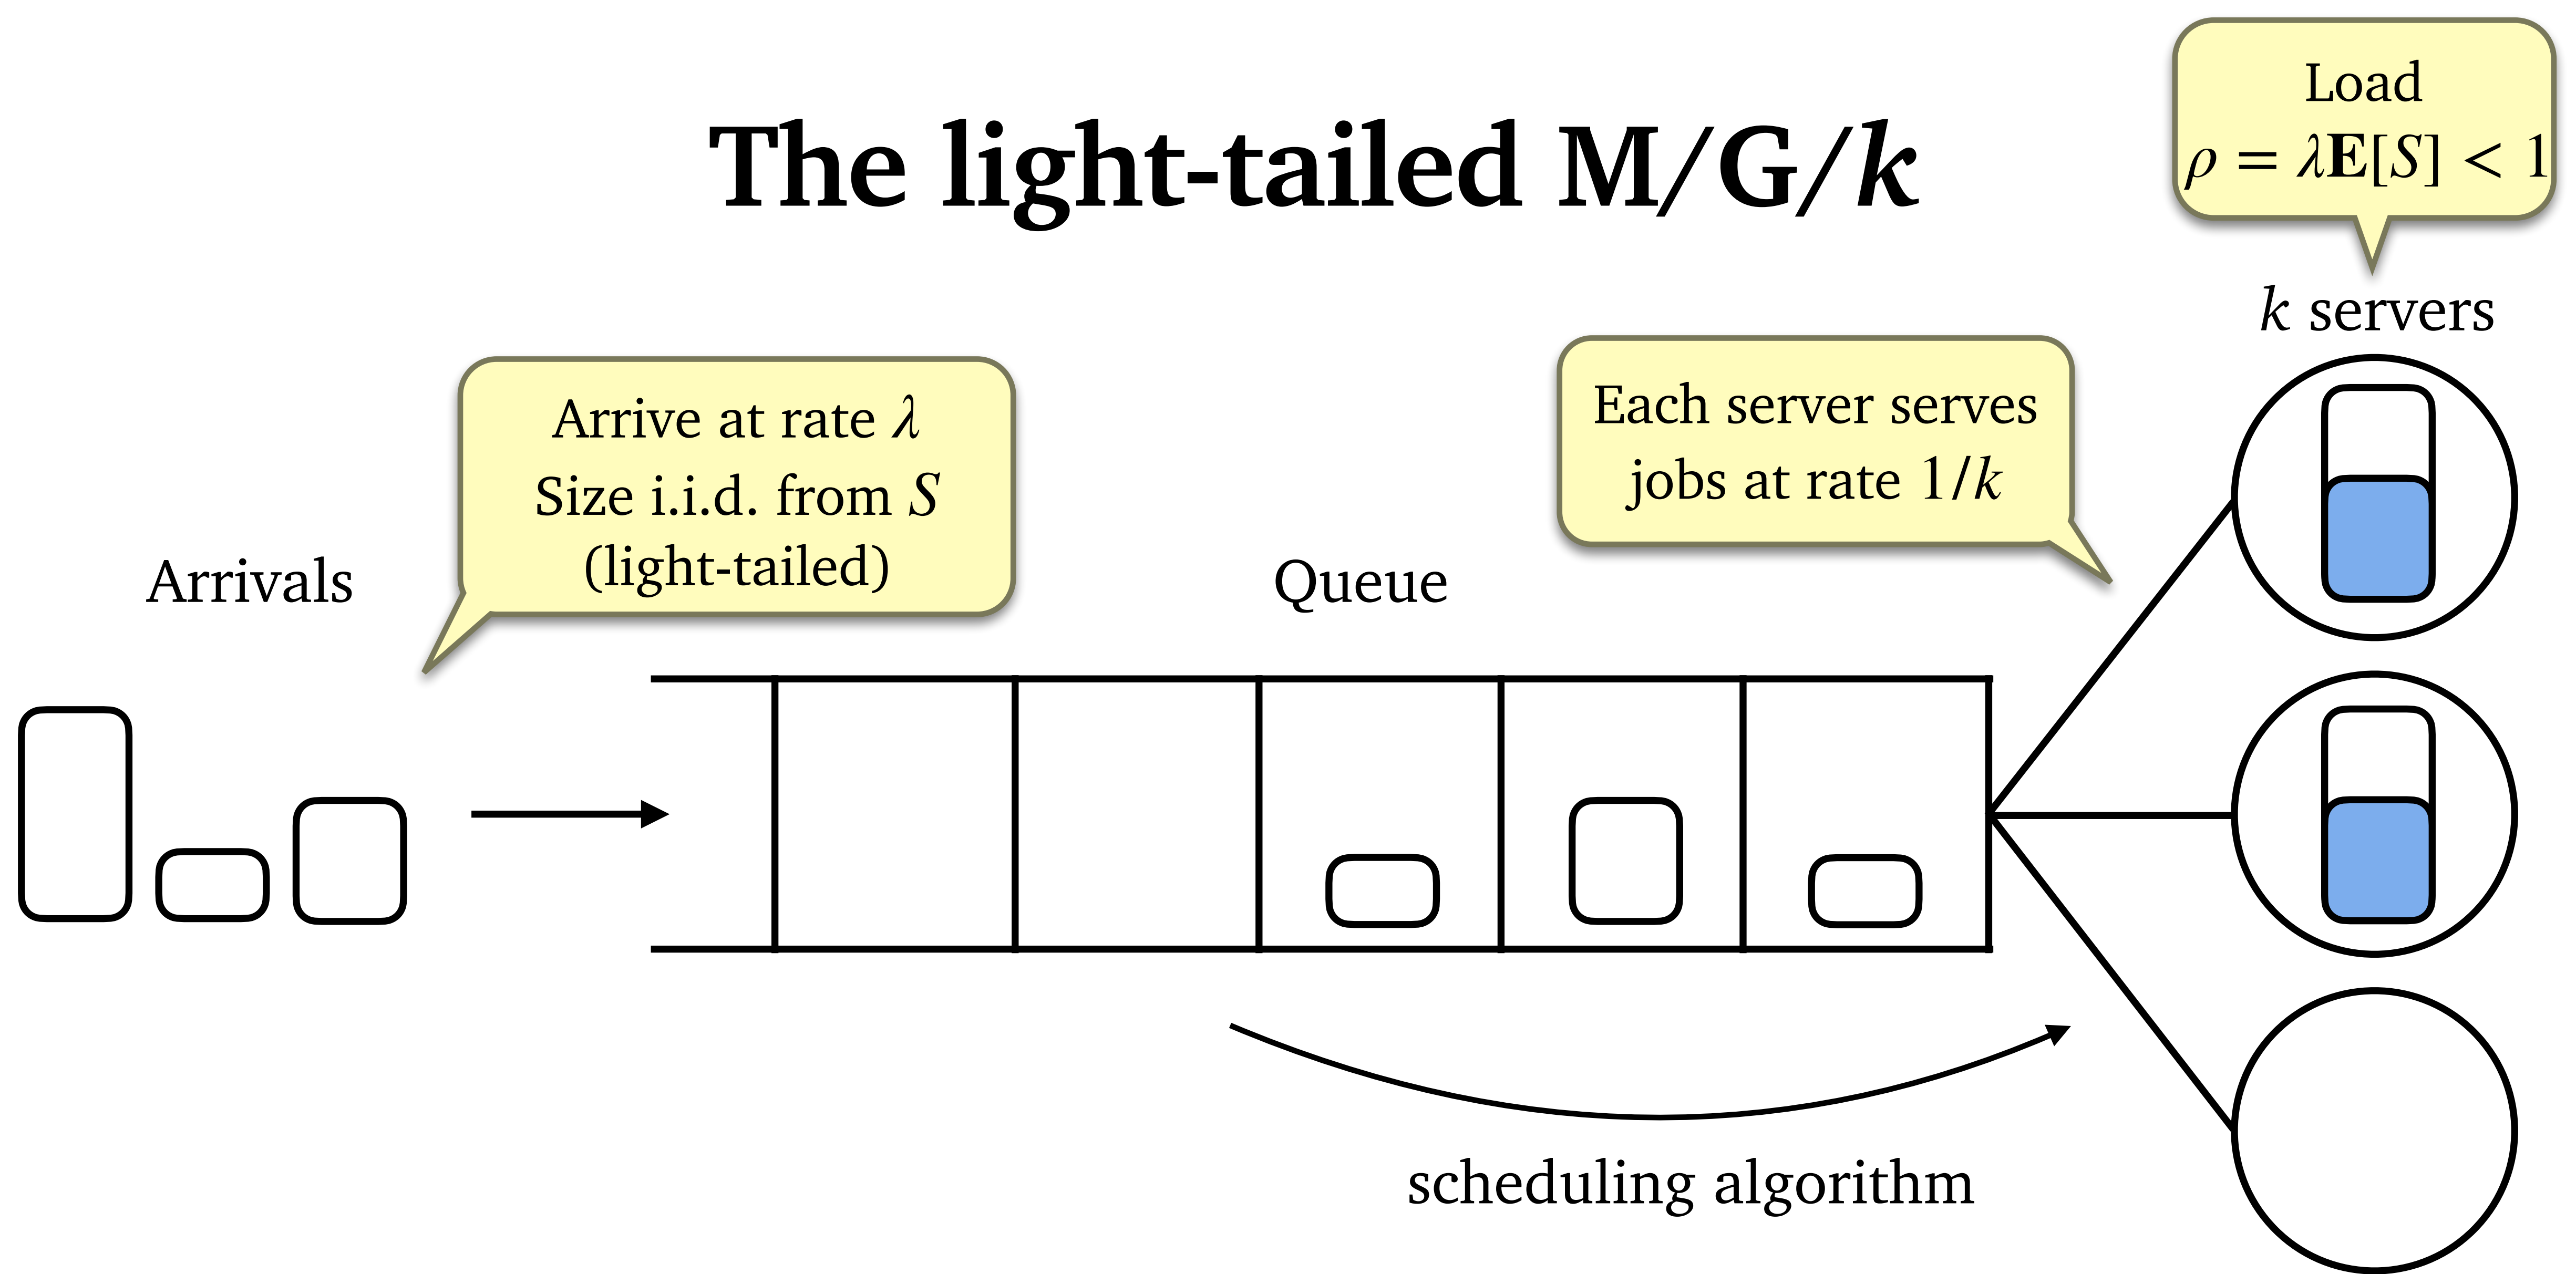 The light-tailed M/G/k
Load
ρ = λE[S] < 1
k servers
Each server serves
jobs at rate 1/k
Arrive at rate λ
Size i.i.d. from S
(light-tailed)
Arrivals
Queue
scheduling algorithm